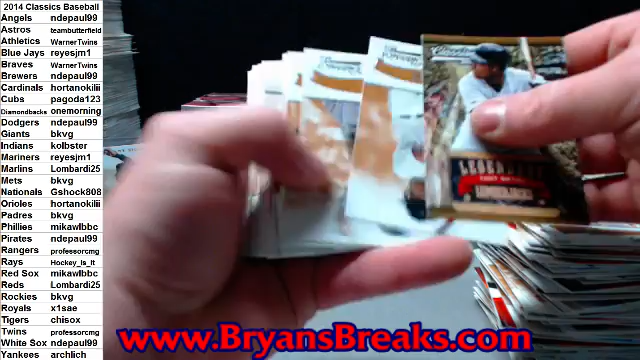 2014 Classics Baseball
Angels ndepaul99
Astros teambutterfield
Athletics WarnerTwins
Blue Jays reyesjm1
Braves WarnerTwins
Brewers ndepaul99
Cardinals hortanokilii
Cubs pagoda123
Diamondbacks onemorning
Dodgers ndepaul99
Giants bkvg
Indians kolbster
Mariners reyesjm1
Marlins Lombardi25
Mets bkvg
Nationals Gshock808
Orioles hortanokilii
Padres bkvg
Phillies mikawlbbc
Pirates ndepaul99
Rangers professorcmg
Rays Hockey_Is_It
Red Sox mikawlbbc
Reds Lombardi25
Rockies bkvg
Royals x1sae
Tigers chisox
Twins professorcmg
White Sox ndepaul99
Yankees archlich
www.BryansBreaks.com